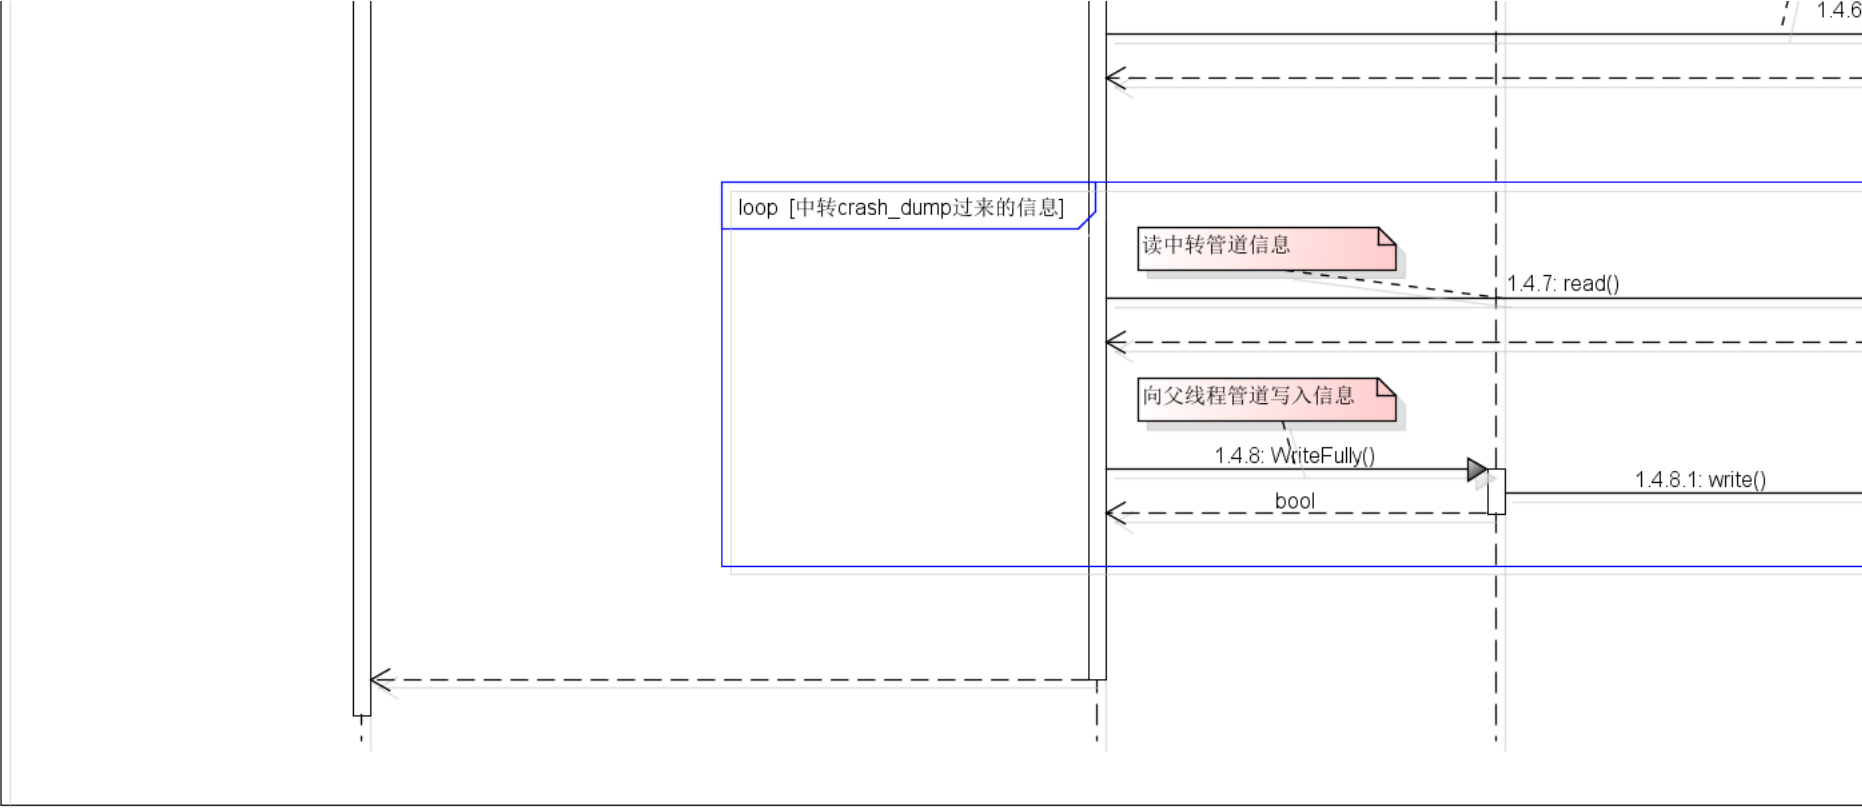 1.4.6
loop [中转crash_dump过来的信息]
读中转管道信息
1.4.7: read()
向父线程管道写入信息
1.4.8: WriteFully()
1.4.8.1: write()
bool